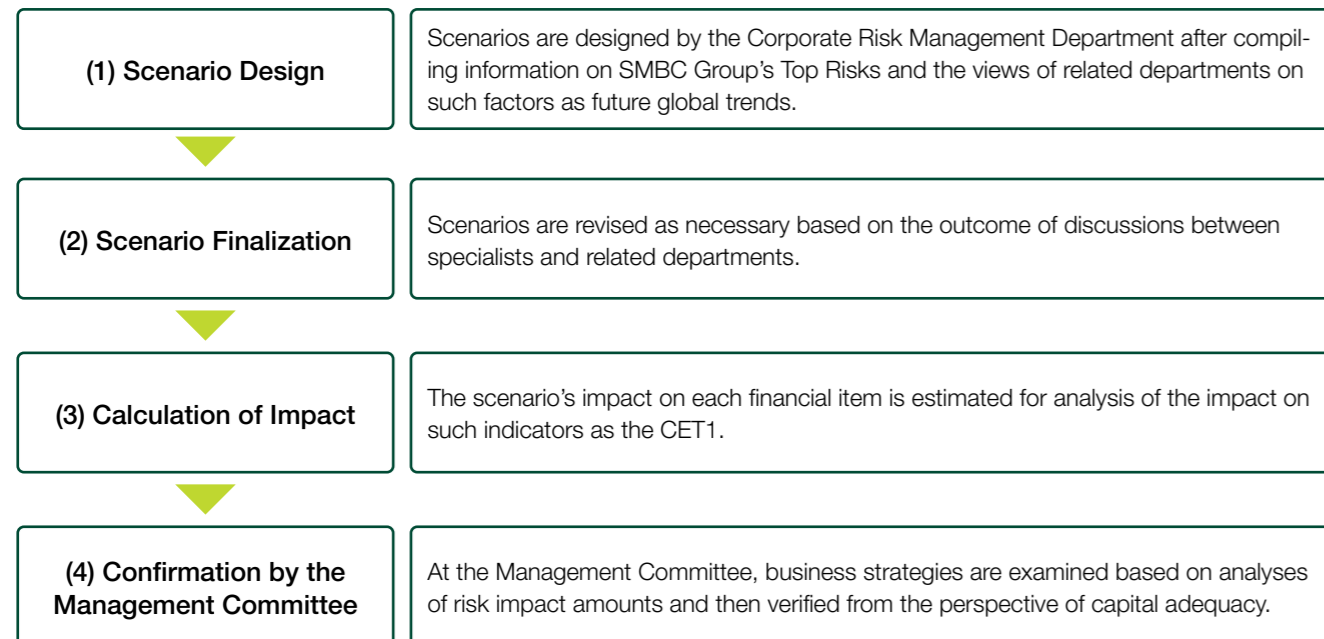 (1) Scenario Design
Scenarios are designed by the Corporate Risk Management Department after compil-
ing information on SMBC Group's Top Risks and the views of related departments on
such factors as future global trends.
(2) Scenario Finalization
Scenarios are revised as necessary based on the outcome of discussions between
specialists and related departments.
(3) Calculation of Impact
The scenario's impact on each financial item is estimated for analysis of the impact on
such indicators as the CET1.
(4) Confirmation by the
Management Committee
At the Management Committee, business strategies are examined based on analyses
of risk impact amounts and then verified from the perspective of capital adequacy.